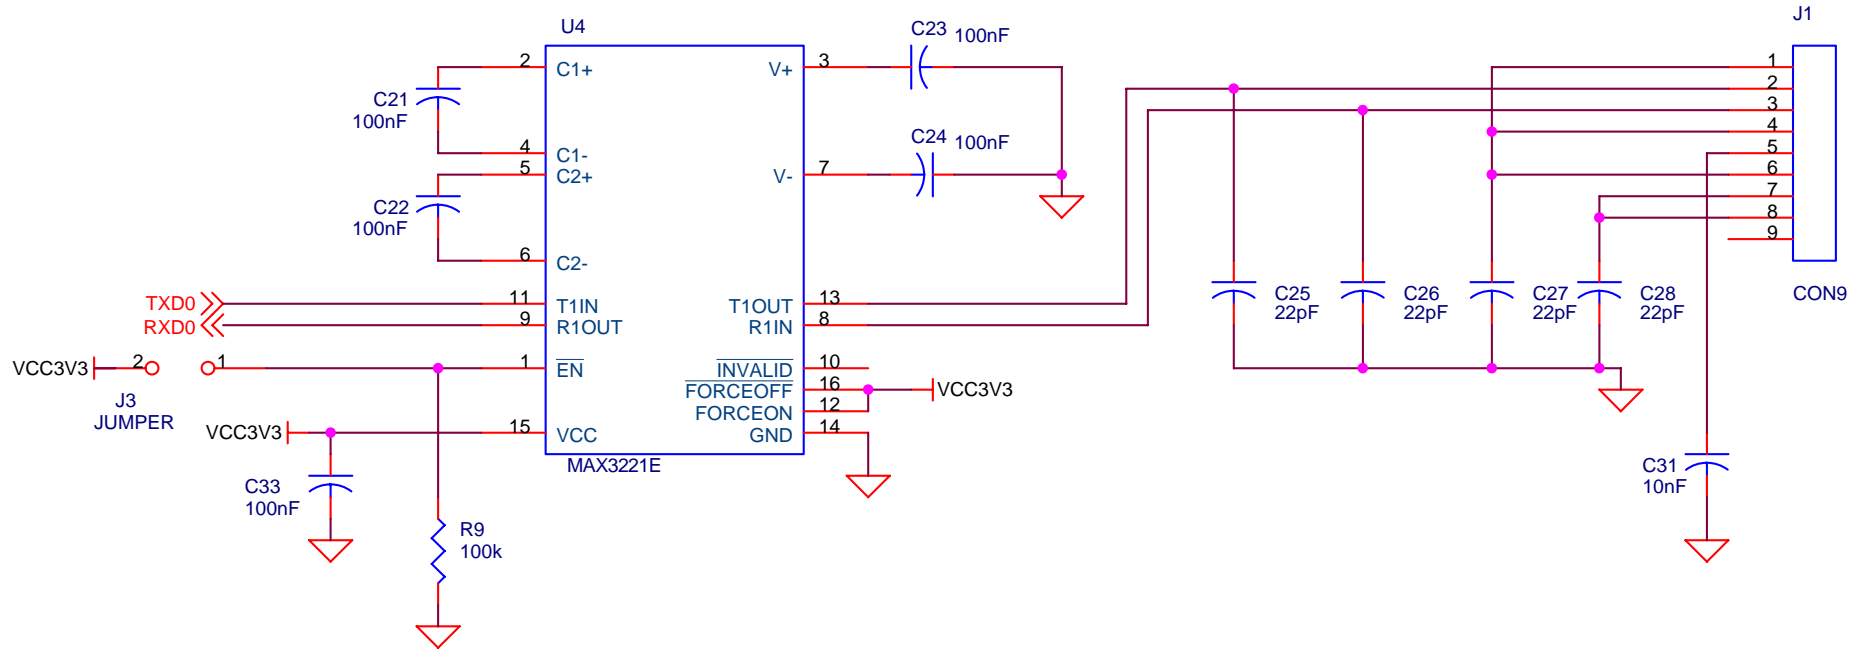 U4
J1
C23 100nF
C24 100nF
C21
100nF
C22
100nF
2 C1+
4 C1-
5 C2+
6 C2-
TXD0 11 T1IN
RXD0 9 R1OUT
VCC3V3 2 1 1 EN
J3
JUMPER
VCC3V3 15 VCC
C33
100nF
R9
100k
V+ 3
V- 7
T1OUT 13
R1IN 8
INVALID 10
FORCEOFF 16 VCC3V3
FORCEON 12
GND 14
MAX3221E
C25
22pF
C26
22pF
C27
22pF
C28
22pF
C31
10nF
1
2
3
4
5
6
7
8
9
CON9